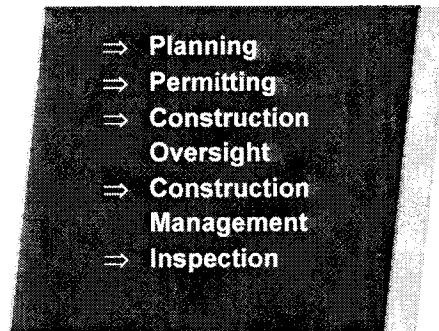 ⇒ Planning
⇒ Permitting
⇒ Construction
Oversight
⇒ Construction
Management
⇒ Inspection